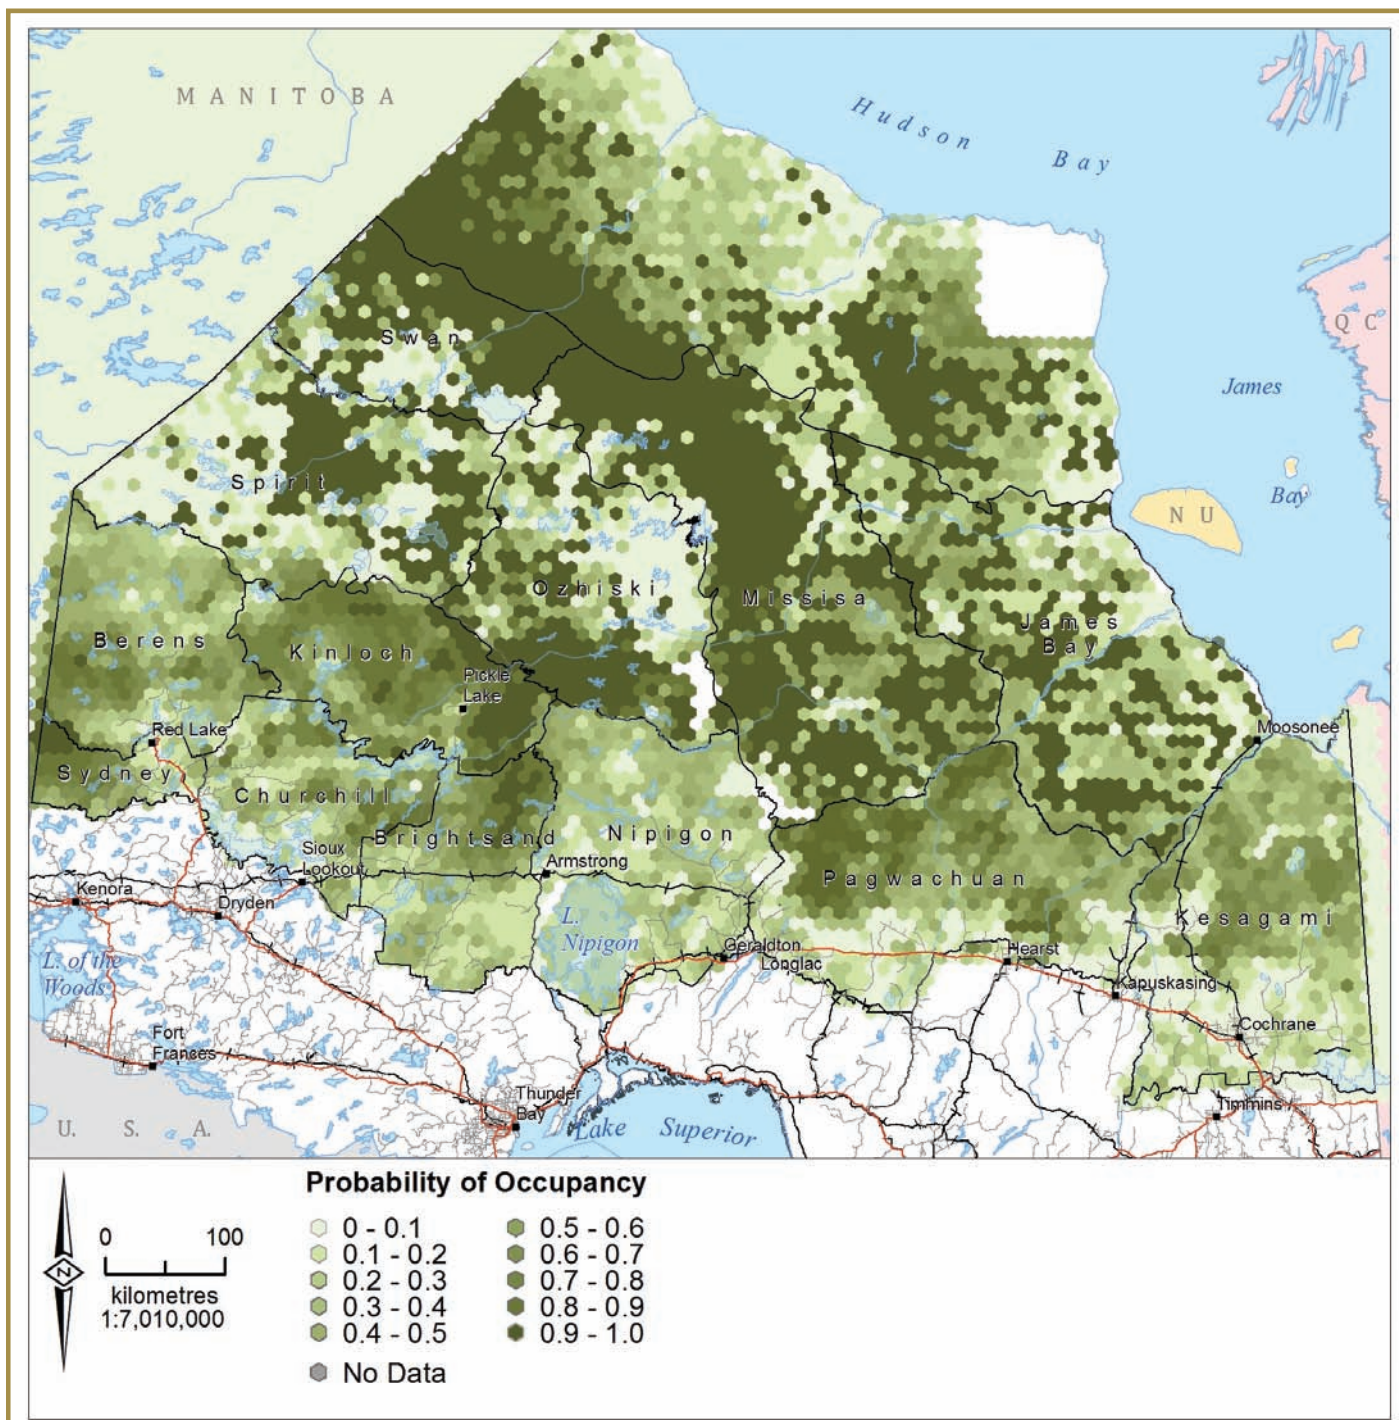 MANITOBA
Hudson Bay
QC
James
Bay
NU
Swan
Spirit
Ozhiski
Missisa
James
Bay
Berens
Kinloch
Pickle
Lake
Red Lake
Moosonee
Sydney
Churchill
Brightsand
Nipigon
Sioux
Lookout
Armstrong
Pagwachuan
Kesagami
Kenora
Dryden
L.
Nipigon
Geraldton
Longlac
Hearst
L. of the
Woods
Kapuskasing
Cochrane
Fort
Frances
Thunder
Bay
Timmins
U. S. A.
Lake Superior
Probability of Occupancy
0 - 0.1
0.1 - 0.2
0.2 - 0.3
0.3 - 0.4
0.4 - 0.5
No Data
0.5 - 0.6
0.6 - 0.7
0.7 - 0.8
0.8 - 0.9
0.9 - 1.0
N
0 100
kilometres
1:7,010,000